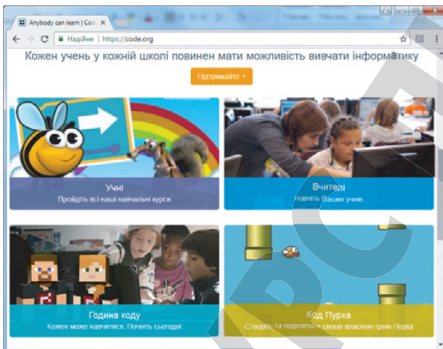 Anybody can learn | Cod
Надійне | https://code.org
Кожен учень у кожній школі повинен мати можливість вивчати інформатику
Підтримайте
Учні
Пройдіть всі наші навчальні курси
Вчителі
Навчіть Ваших учнів
Година коду
Кожен може навчитися. Почніть сьогодні
Код Пурха
Створіть та поділіться своєю власною грою Пурха